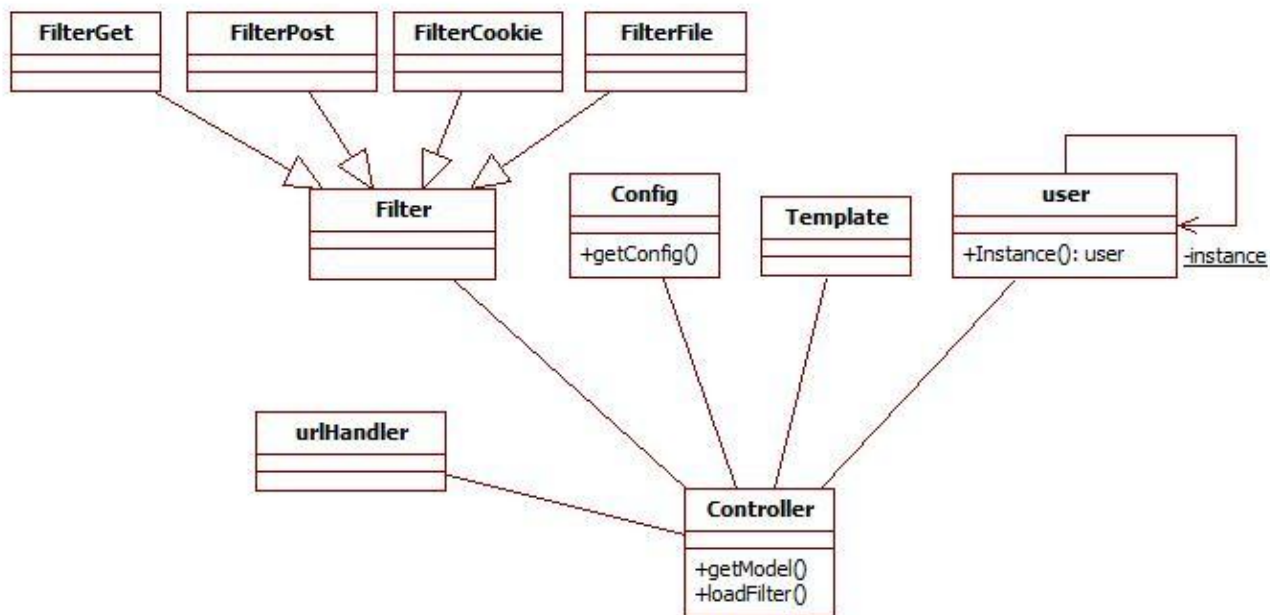 FilterGet
FilterPost
FilterCookie
FilterFile
Filter
Config
+getConfig()
Template
user
+Instance(): user
-instance
urlHandler
Controller
+getModel()
+loadFilter()